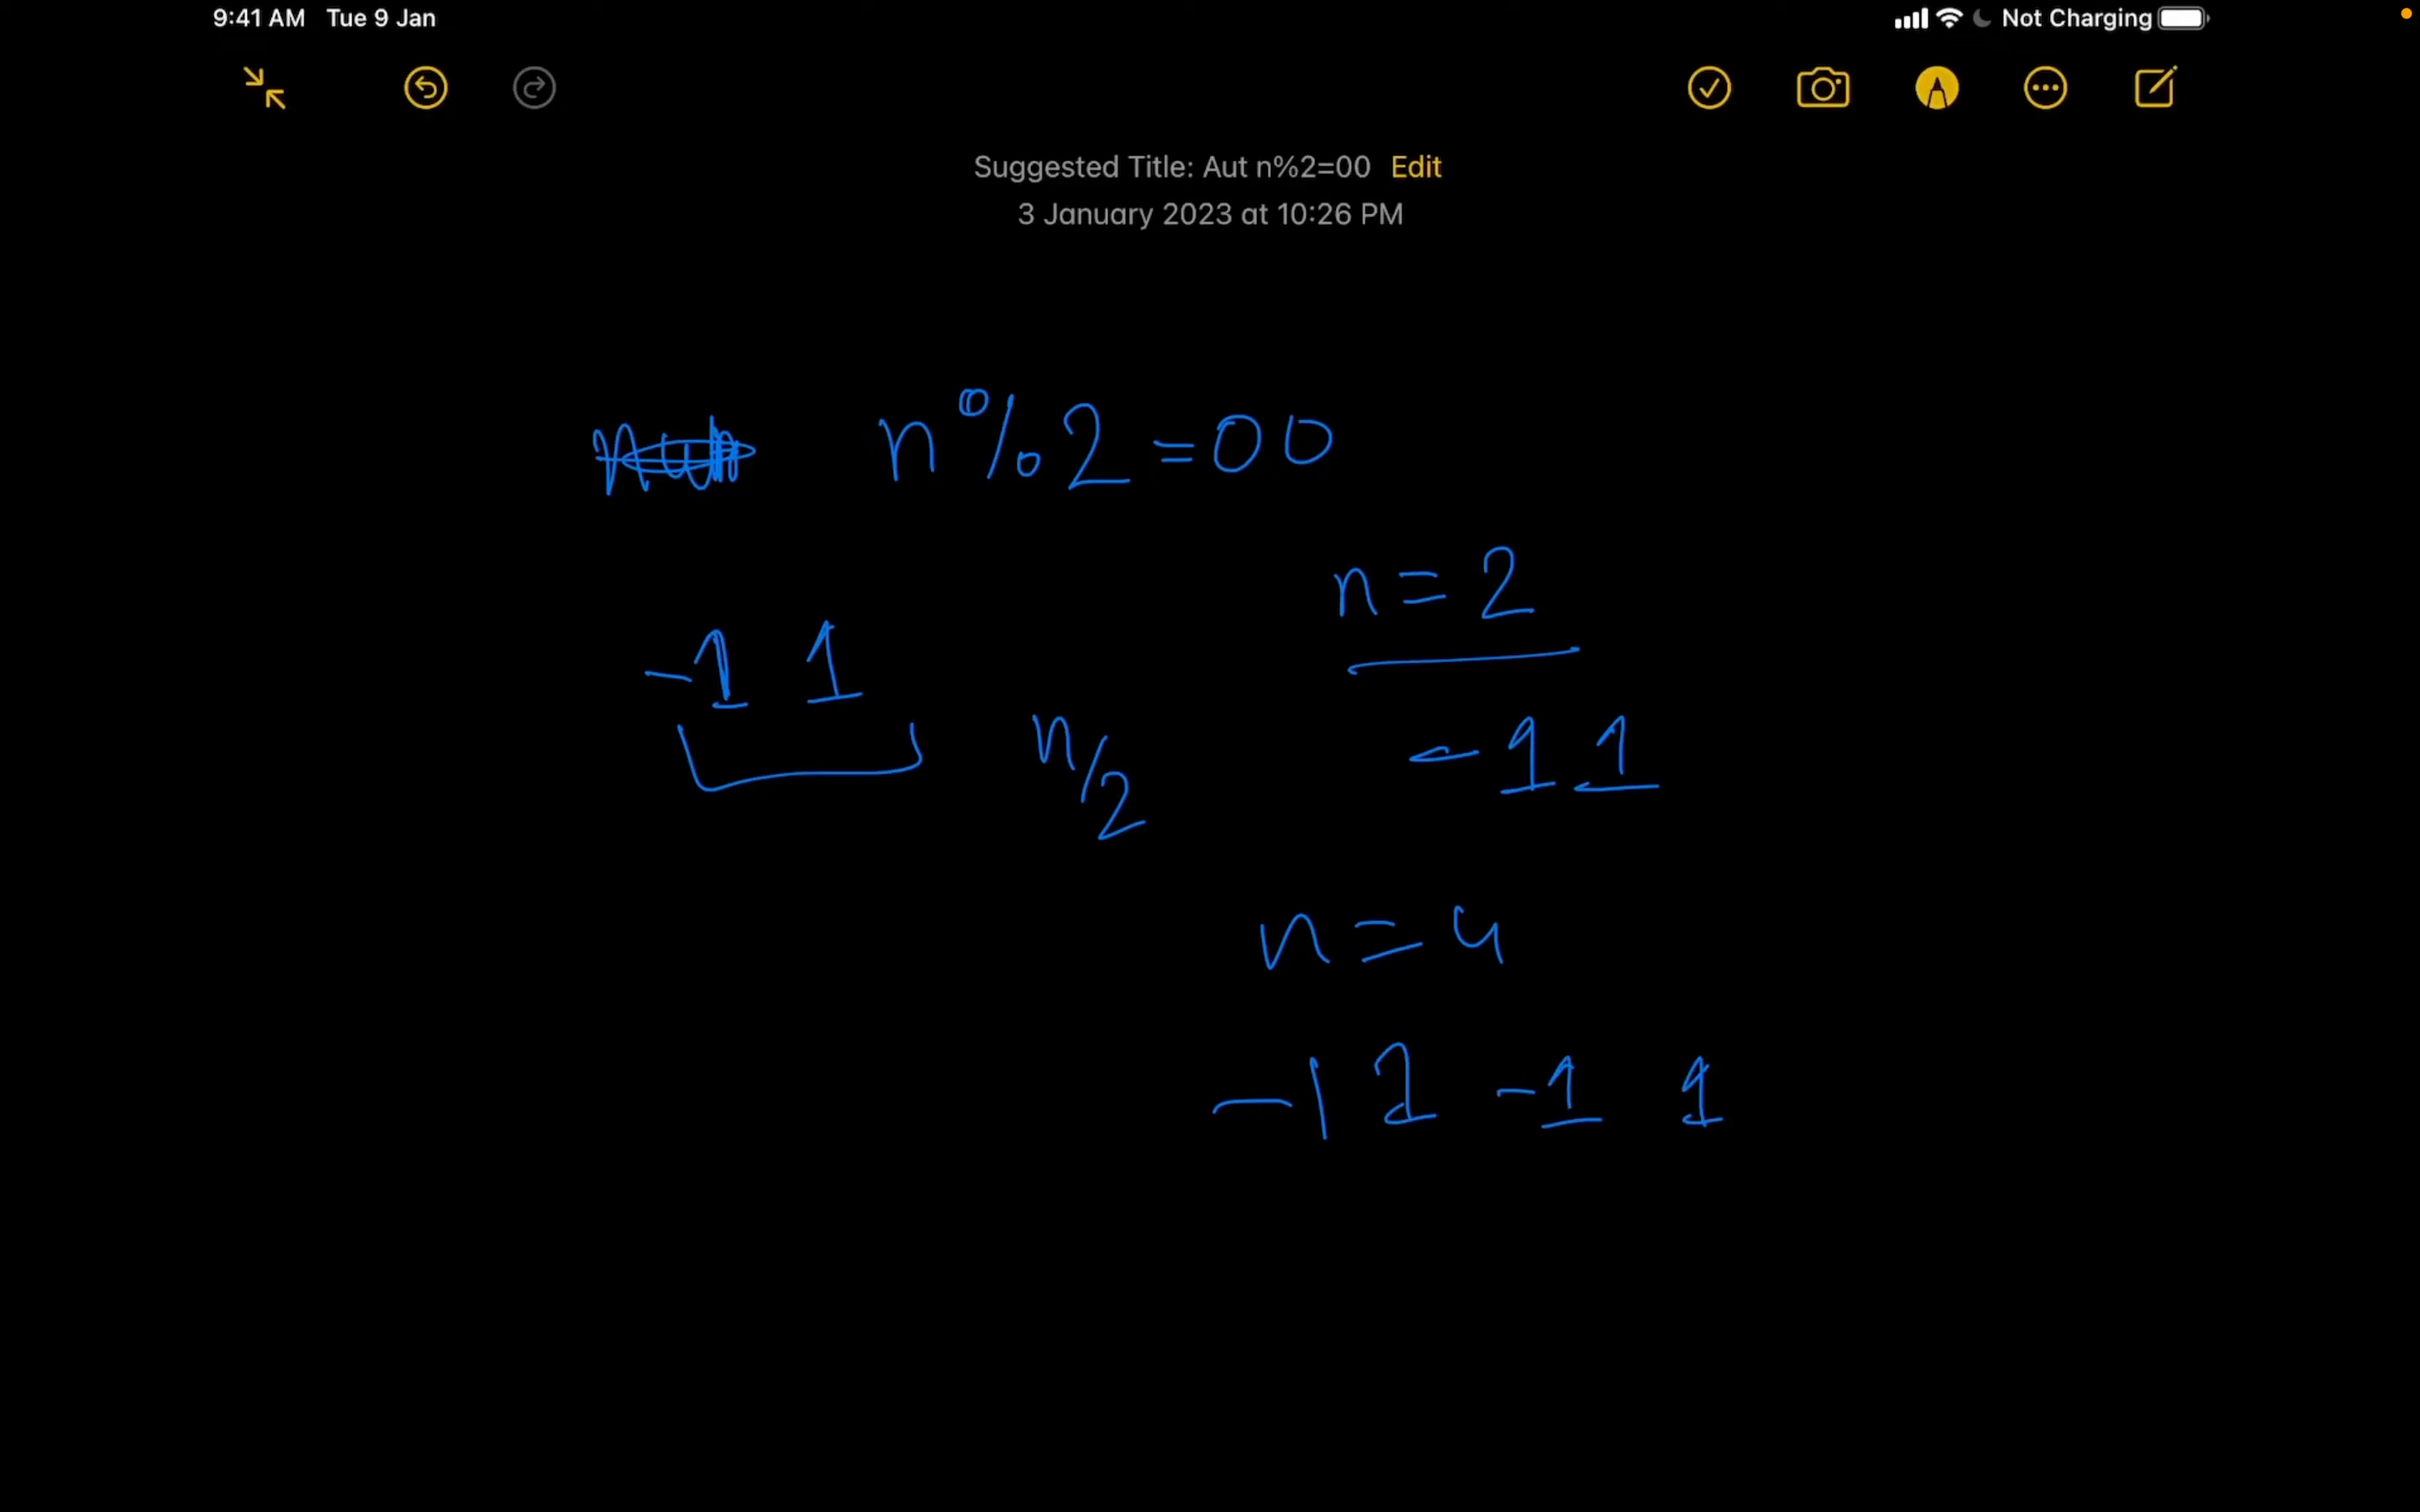 9:41 AM Tue 9 Jan Not Charging
Suggested Title: Aut n%2=00 Edit
3 January 2023 at 10:26 PM
n%2=00
n=2
-1 1
n/2
-1 1
n=4
-1 1 -1 1